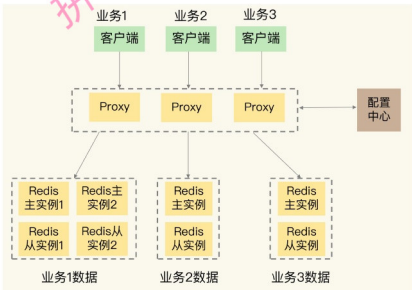 业务1
业务2
业务3
客户端
客户端
客户端
Proxy
Proxy
Proxy
配置
中心
Redis
主实例1
Redis主
实例2
Redis
主实例
Redis
主实例
Redis
从实例1
Redis从
实例2
Redis
从实例
Redis
从实例
业务1数据
业务2数据
业务3数据